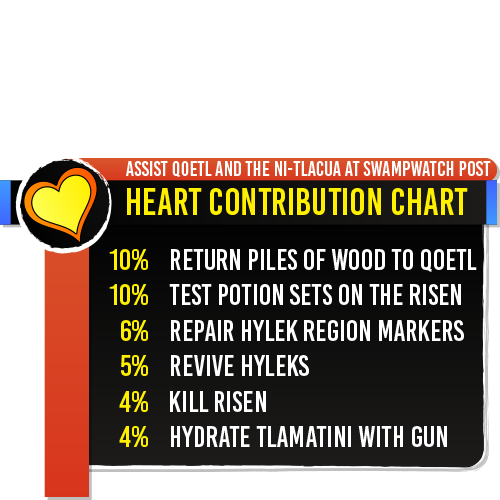 ASSIST QOETL AND THE NI-TLACUA AT SWAMPWATCH POST
HEART CONTRIBUTION CHART
10% RETURN PILES OF WOOD TO QOETL
10% TEST POTION SETS ON THE RISEN
6% REPAIR HYLEK REGION MARKERS
5% REVIVE HYLEKS
4% KILL RISEN
4% HYDRATE TLAMATINI WITH GUN